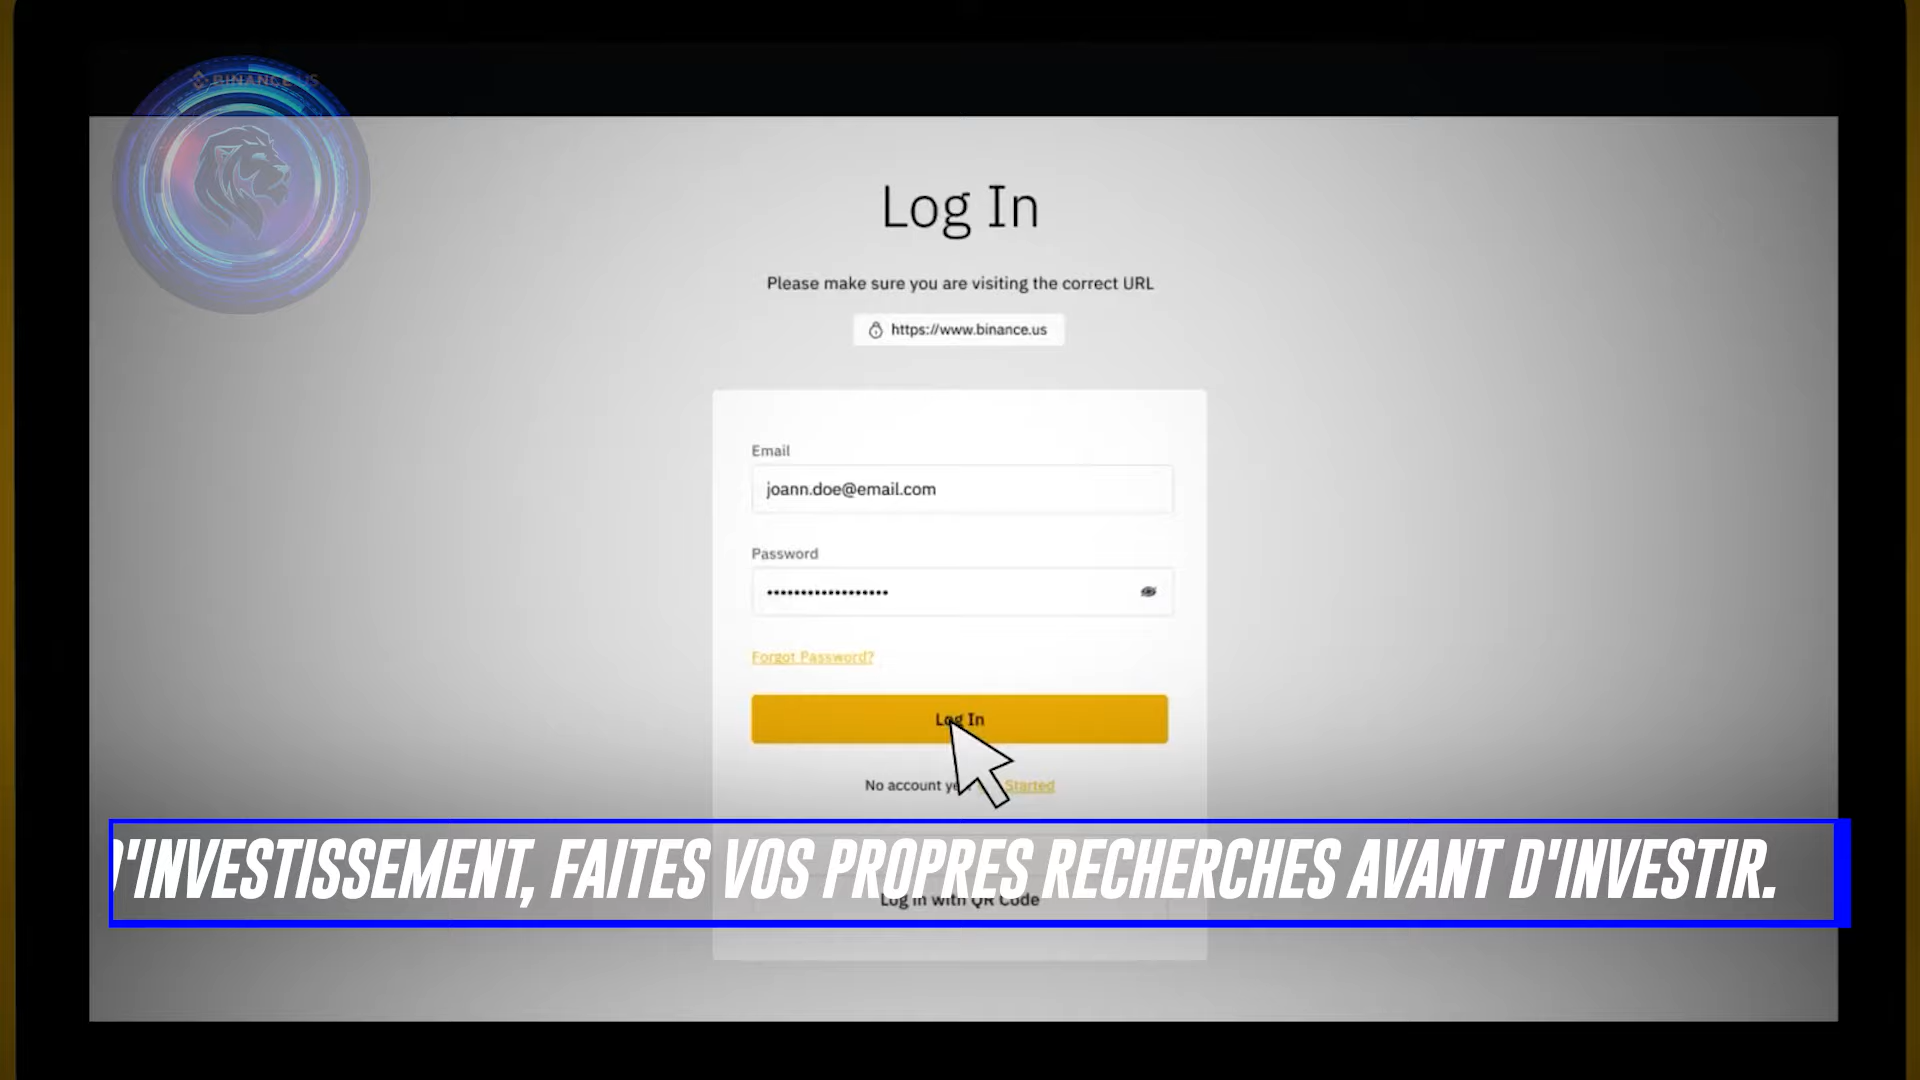 BINANCE US
Log In
Please make sure you are visiting the correct URL
https://www.binance.us
Email
joann.doe@email.com
Password
••••••••••••••••••
Forgot Password?
Log In
No account Started
D'INVESTISSEMENT, FAITES VOS PROPRES RECHERCHES AVANT D'INVESTIR.
Log in with QR Code